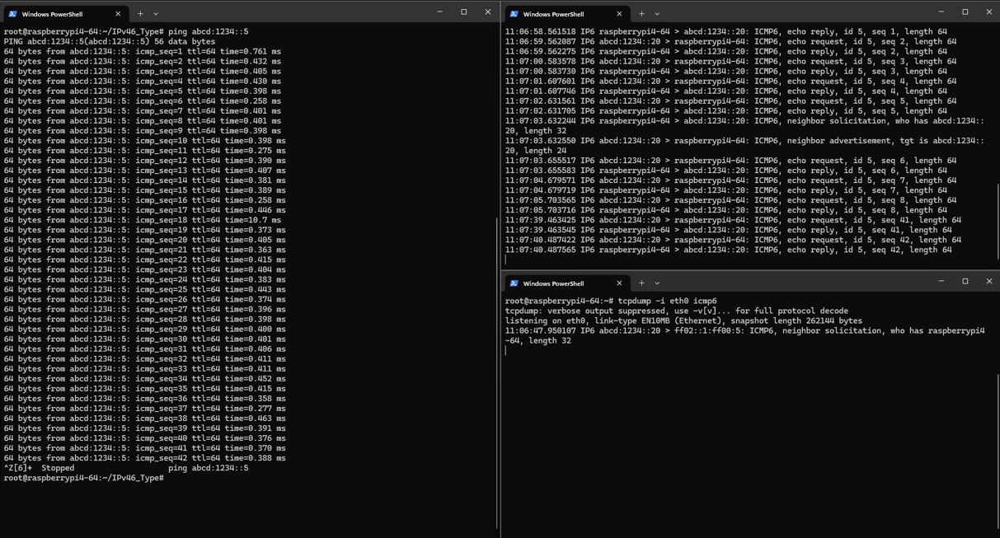 Windows PowerShell
root@raspberrypi4-64:~/IPv46_Type# ping abcd:1234::5
PING abcd:1234::5(abcd:1234::5) 56 data bytes
64 bytes from abcd:1234::5: icmp_seq=1 ttl=64 time=0.761 ms
64 bytes from abcd:1234::5: icmp_seq=2 ttl=64 time=0.432 ms
64 bytes from abcd:1234::5: icmp_seq=3 ttl=64 time=0.405 ms
64 bytes from abcd:1234::5: icmp_seq=4 ttl=64 time=0.430 ms
64 bytes from abcd:1234::5: icmp_seq=5 ttl=64 time=0.398 ms
64 bytes from abcd:1234::5: icmp_seq=6 ttl=64 time=0.258 ms
64 bytes from abcd:1234::5: icmp_seq=7 ttl=64 time=0.401 ms
64 bytes from abcd:1234::5: icmp_seq=8 ttl=64 time=0.401 ms
64 bytes from abcd:1234::5: icmp_seq=9 ttl=64 time=0.398 ms
64 bytes from abcd:1234::5: icmp_seq=10 ttl=64 time=0.398 ms
64 bytes from abcd:1234::5: icmp_seq=11 ttl=64 time=0.275 ms
64 bytes from abcd:1234::5: icmp_seq=12 ttl=64 time=0.390 ms
64 bytes from abcd:1234::5: icmp_seq=13 ttl=64 time=0.407 ms
64 bytes from abcd:1234::5: icmp_seq=14 ttl=64 time=0.381 ms
64 bytes from abcd:1234::5: icmp_seq=15 ttl=64 time=0.389 ms
64 bytes from abcd:1234::5: icmp_seq=16 ttl=64 time=0.258 ms
64 bytes from abcd:1234::5: icmp_seq=17 ttl=64 time=0.446 ms
64 bytes from abcd:1234::5: icmp_seq=18 ttl=64 time=10.7 ms
64 bytes from abcd:1234::5: icmp_seq=19 ttl=64 time=0.373 ms
64 bytes from abcd:1234::5: icmp_seq=20 ttl=64 time=0.405 ms
64 bytes from abcd:1234::5: icmp_seq=21 ttl=64 time=0.363 ms
64 bytes from abcd:1234::5: icmp_seq=22 ttl=64 time=0.415 ms
64 bytes from abcd:1234::5: icmp_seq=23 ttl=64 time=0.404 ms
64 bytes from abcd:1234::5: icmp_seq=24 ttl=64 time=0.383 ms
64 bytes from abcd:1234::5: icmp_seq=25 ttl=64 time=0.443 ms
64 bytes from abcd:1234::5: icmp_seq=26 ttl=64 time=0.374 ms
64 bytes from abcd:1234::5: icmp_seq=27 ttl=64 time=0.396 ms
64 bytes from abcd:1234::5: icmp_seq=28 ttl=64 time=0.398 ms
64 bytes from abcd:1234::5: icmp_seq=29 ttl=64 time=0.400 ms
64 bytes from abcd:1234::5: icmp_seq=30 ttl=64 time=0.401 ms
64 bytes from abcd:1234::5: icmp_seq=31 ttl=64 time=0.406 ms
64 bytes from abcd:1234::5: icmp_seq=32 ttl=64 time=0.411 ms
64 bytes from abcd:1234::5: icmp_seq=33 ttl=64 time=0.411 ms
64 bytes from abcd:1234::5: icmp_seq=34 ttl=64 time=0.452 ms
64 bytes from abcd:1234::5: icmp_seq=35 ttl=64 time=0.415 ms
64 bytes from abcd:1234::5: icmp_seq=36 ttl=64 time=0.358 ms
64 bytes from abcd:1234::5: icmp_seq=37 ttl=64 time=0.277 ms
64 bytes from abcd:1234::5: icmp_seq=38 ttl=64 time=0.463 ms
64 bytes from abcd:1234::5: icmp_seq=39 ttl=64 time=0.391 ms
64 bytes from abcd:1234::5: icmp_seq=40 ttl=64 time=0.376 ms
64 bytes from abcd:1234::5: icmp_seq=41 ttl=64 time=0.370 ms
64 bytes from abcd:1234::5: icmp_seq=42 ttl=64 time=0.388 ms
^Z[6]+  Stopped                 ping abcd:1234::5
root@raspberrypi4-64:~/IPv46_Type#
Windows PowerShell
11:06:58.561518 IP6 raspberrypi4-64 > abcd:1234::20: ICMP6, echo reply, id 5, seq 1, length 64
11:06:59.562087 IP6 abcd:1234::20 > raspberrypi4-64: ICMP6, echo request, id 5, seq 2, length 64
11:06:59.562275 IP6 raspberrypi4-64 > abcd:1234::20: ICMP6, echo reply, id 5, seq 2, length 64
11:07:00.583578 IP6 abcd:1234::20 > raspberrypi4-64: ICMP6, echo request, id 5, seq 3, length 64
11:07:00.583730 IP6 raspberrypi4-64 > abcd:1234::20: ICMP6, echo reply, id 5, seq 3, length 64
11:07:01.607601 IP6 abcd:1234::20 > raspberrypi4-64: ICMP6, echo request, id 5, seq 4, length 64
11:07:01.607746 IP6 raspberrypi4-64 > abcd:1234::20: ICMP6, echo reply, id 5, seq 4, length 64
11:07:02.631561 IP6 abcd:1234::20 > raspberrypi4-64: ICMP6, echo request, id 5, seq 5, length 64
11:07:02.631705 IP6 raspberrypi4-64 > abcd:1234::20: ICMP6, echo reply, id 5, seq 5, length 64
11:07:03.632244 IP6 raspberrypi4-64 > abcd:1234::20: ICMP6, neighbor solicitation, who has abcd:1234::
20, length 32
11:07:03.632550 IP6 abcd:1234::20 > raspberrypi4-64: ICMP6, neighbor advertisement, tgt is abcd:1234::
20, length 24
11:07:03.655517 IP6 abcd:1234::20 > raspberrypi4-64: ICMP6, echo request, id 5, seq 6, length 64
11:07:03.655583 IP6 raspberrypi4-64 > abcd:1234::20: ICMP6, echo reply, id 5, seq 6, length 64
11:07:04.679571 IP6 abcd:1234::20 > raspberrypi4-64: ICMP6, echo request, id 5, seq 7, length 64
11:07:04.679719 IP6 raspberrypi4-64 > abcd:1234::20: ICMP6, echo reply, id 5, seq 7, length 64
11:07:05.703565 IP6 abcd:1234::20 > raspberrypi4-64: ICMP6, echo request, id 5, seq 8, length 64
11:07:05.703716 IP6 raspberrypi4-64 > abcd:1234::20: ICMP6, echo reply, id 5, seq 8, length 64
11:07:39.463425 IP6 abcd:1234::20 > raspberrypi4-64: ICMP6, echo request, id 5, seq 41, length 64
11:07:39.463545 IP6 raspberrypi4-64 > abcd:1234::20: ICMP6, echo reply, id 5, seq 41, length 64
11:07:40.487422 IP6 abcd:1234::20 > raspberrypi4-64: ICMP6, echo request, id 5, seq 42, length 64
11:07:40.487565 IP6 raspberrypi4-64 > abcd:1234::20: ICMP6, echo reply, id 5, seq 42, length 64
Windows PowerShell
root@raspberrypi4-64:~# tcpdump -i eth0 icmp6
tcpdump: verbose output suppressed, use -v[v]... for full protocol decode
listening on eth0, link-type EN10MB (Ethernet), snapshot length 262144 bytes
11:06:47.950107 IP6 abcd:1234::20 > ff02::1:ff00:5: ICMP6, neighbor solicitation, who has raspberrypi4
-64, length 32